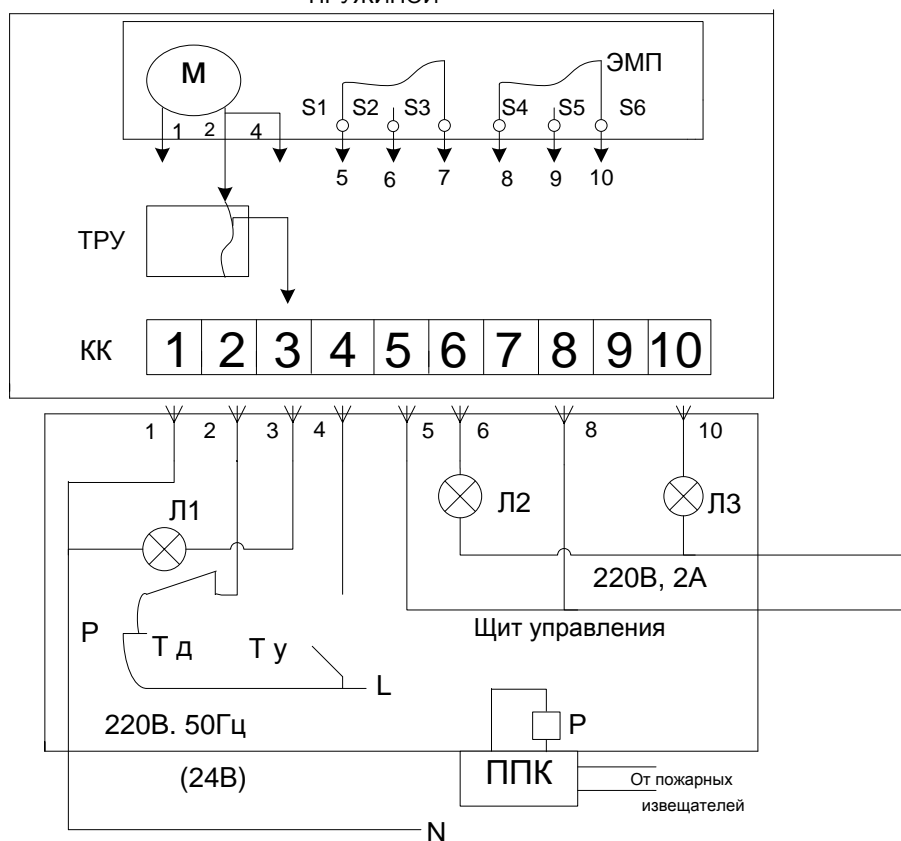 ПРУЖИНОЙ
М
ЭМП
S1 S2 S3 S4 S5 S6
1 2 4
5 6 7 8 9 10
ТРУ
КК 1 2 3 4 5 6 7 8 9 10
1 2 3 4 5 6 8 10
Л1 Л2 Л3
220В, 2А
Щит управления
Р Т д Т у
L
220В. 50Гц
Р
(24В)
ППК
От пожарных
извещателей
N